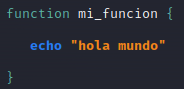 function mi_funcion {
echo "hola mundo"
}